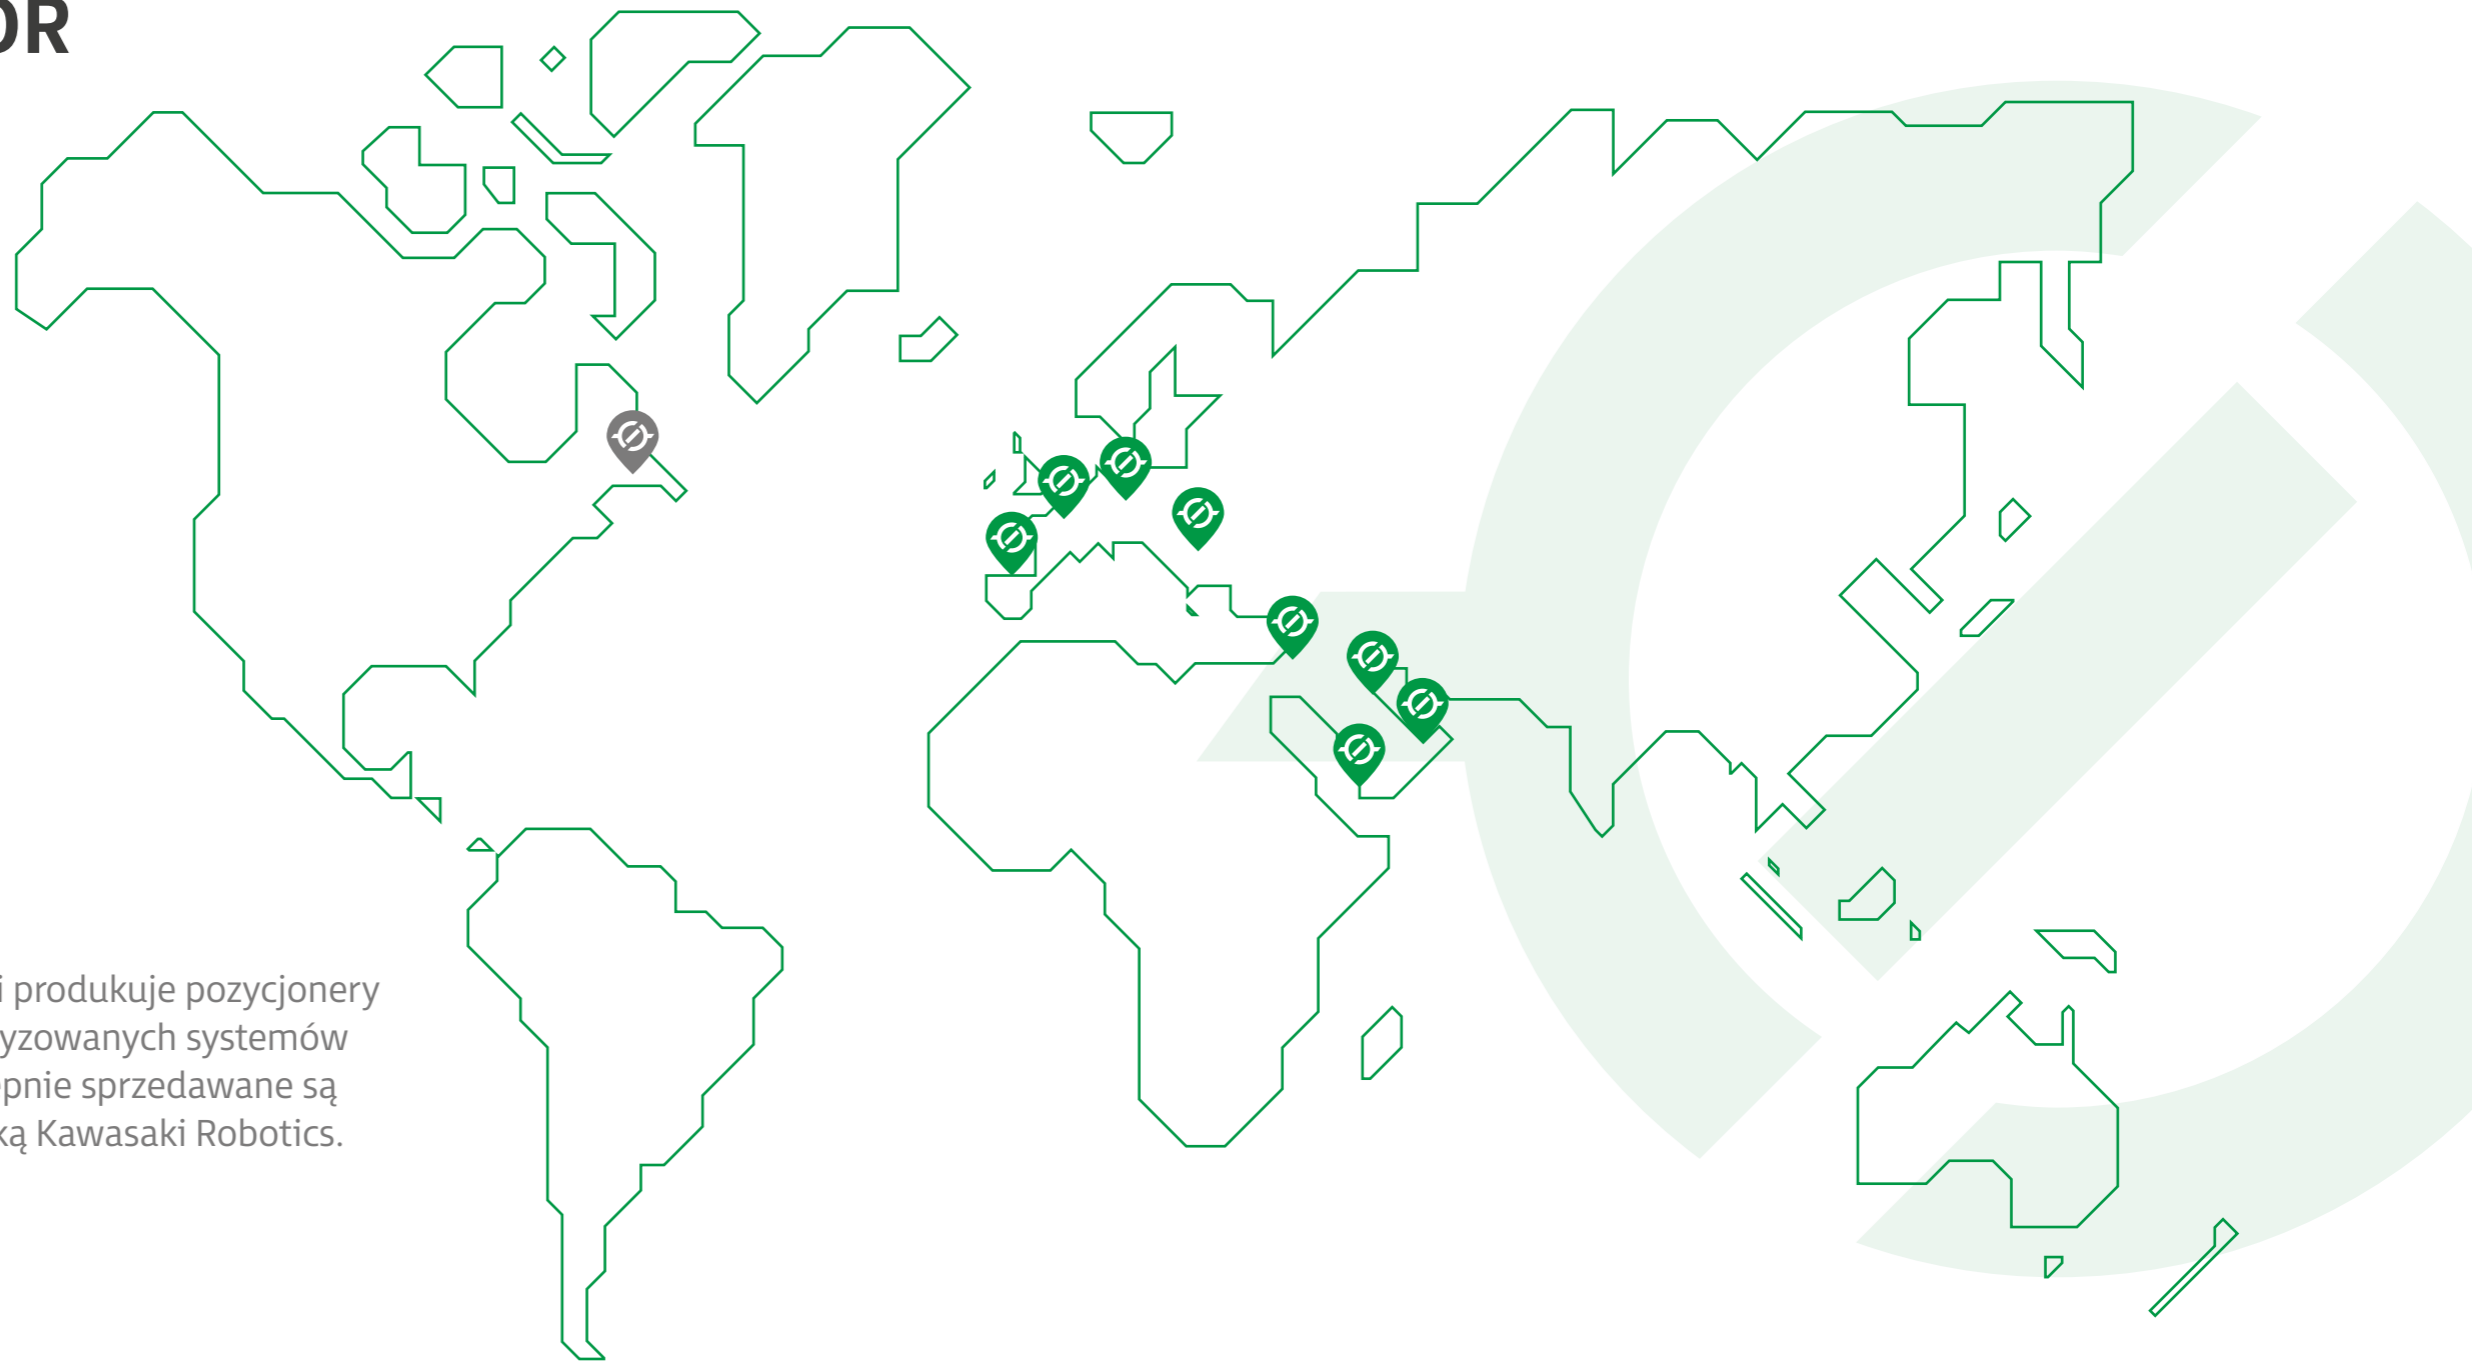 OR
i produkuje pozycjonery
yzowanych systemów
pnie sprzedawane są
ką Kawasaki Robotics.